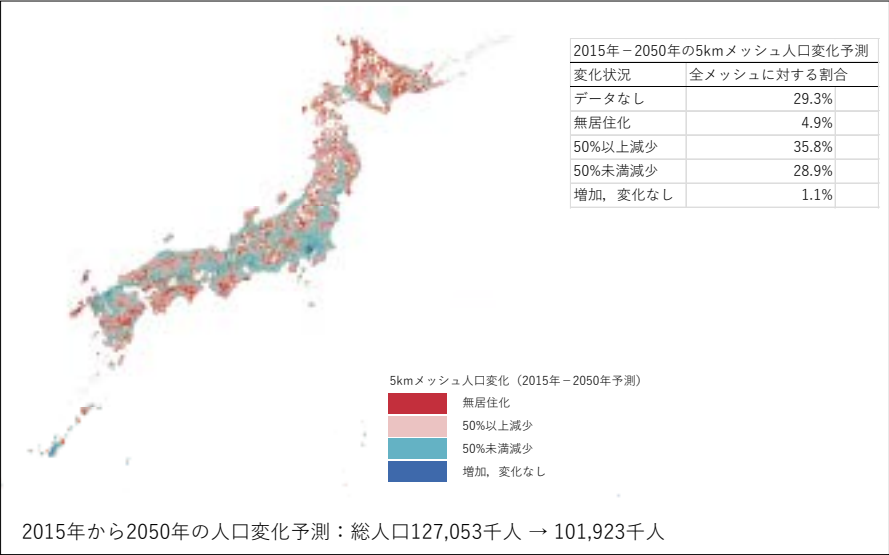 2015年－2050年の5kmメッシュ人口変化予測
変化状況 全メッシュに対する割合
データなし 29.3%
無居住化 4.9%
50%以上減少 35.8%
50%未満減少 28.9%
増加，変化なし 1.1%
5kmメッシュ人口変化（2015年－2050年予測）
無居住化
50%以上減少
50%未満減少
増加，変化なし
2015年から2050年の人口変化予測：総人口127,053千人 → 101,923千人